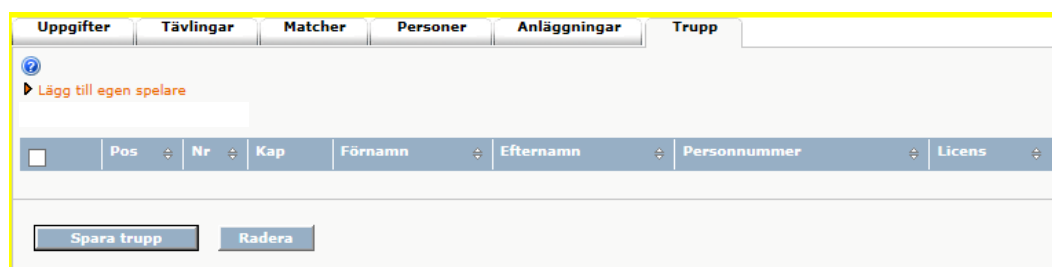 Uppgifter Tävlingar Matcher Personer Anläggningar Trupp
?
Lägg till egen spelare
Pos Nr Kap Förnamn Efternamn Personnummer Licens
Spara trupp Radera